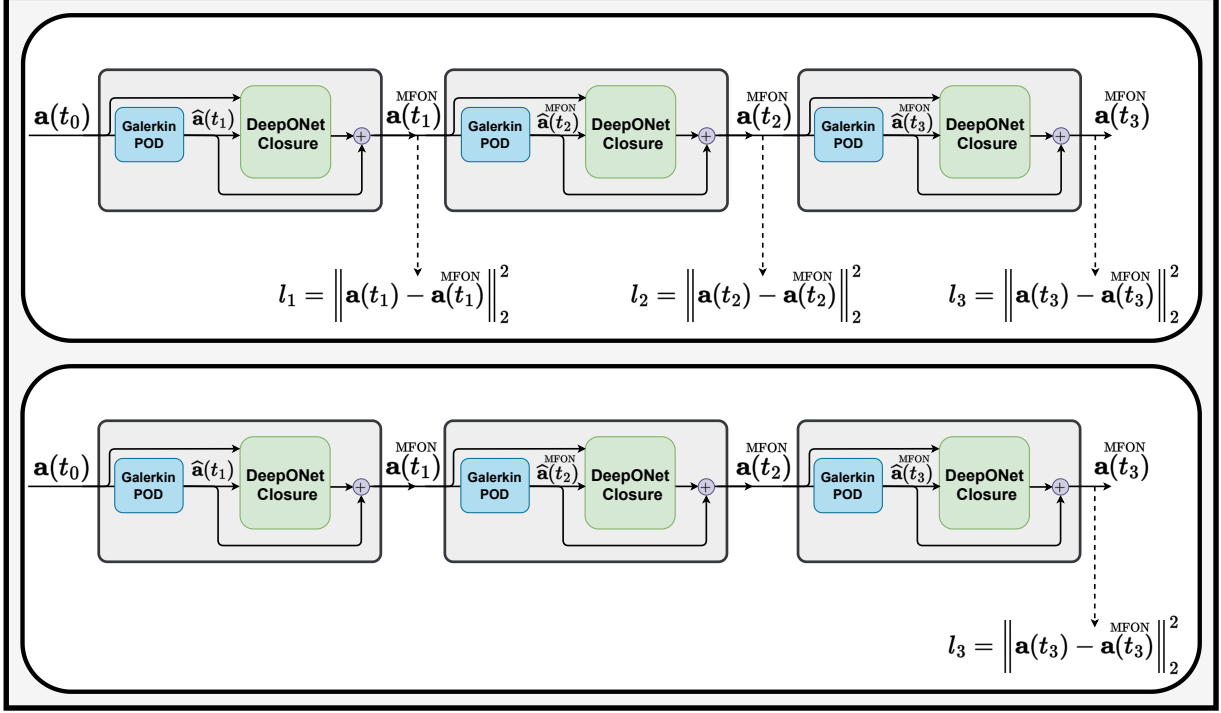 a(t₀) Galerkin POD â(t₁) DeepONet Closure + MFON a(t₁) Galerkin POD MFON â(t₂) DeepONet Closure + MFON a(t₂) Galerkin POD MFON â(t₃) DeepONet Closure + MFON a(t₃)
l₁ = ‖a(t₁) − MFON a(t₁)‖₂² l₂ = ‖a(t₂) − MFON a(t₂)‖₂² l₃ = ‖a(t₃) − MFON a(t₃)‖₂²
a(t₀) Galerkin POD â(t₁) DeepONet Closure + MFON a(t₁) Galerkin POD MFON â(t₂) DeepONet Closure + MFON a(t₂) Galerkin POD MFON â(t₃) DeepONet Closure + MFON a(t₃)
l₃ = ‖a(t₃) − MFON a(t₃)‖₂²